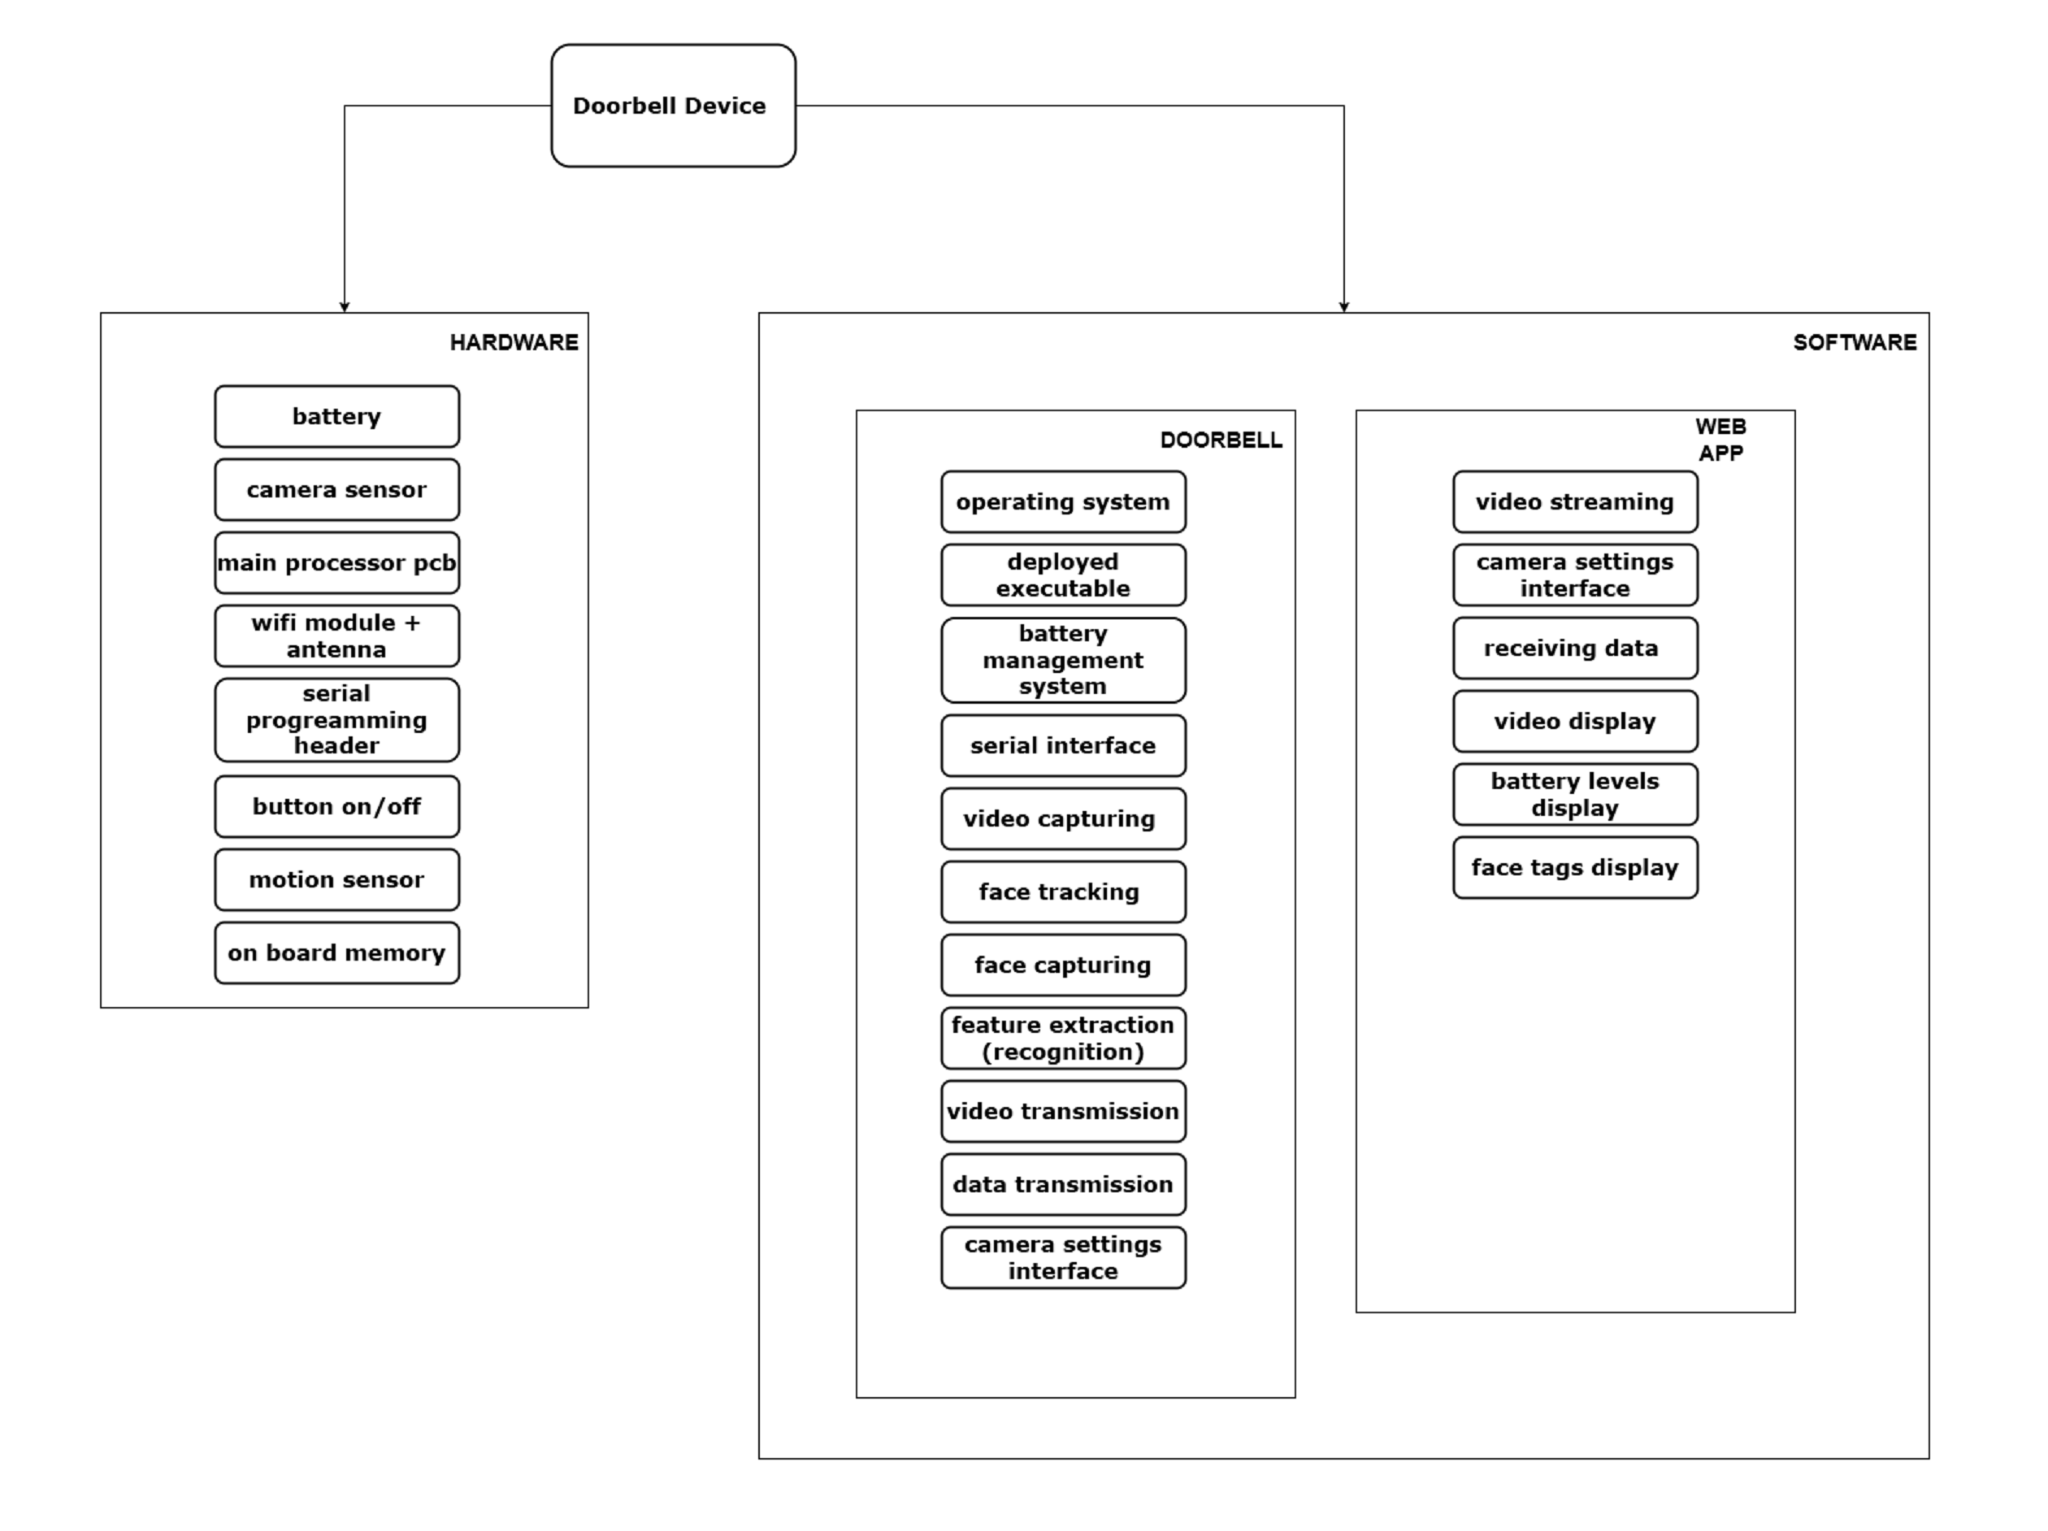 Doorbell Device
HARDWARE
battery
camera sensor
main processor pcb
wifi module +
antenna
serial
progreamming
header
button on/off
motion sensor
on board memory
SOFTWARE
DOORBELL
operating system
deployed
executable
battery
management
system
serial interface
video capturing
face tracking
face capturing
feature extraction
(recognition)
video transmission
data transmission
camera settings
interface
WEB
APP
video streaming
camera settings
interface
receiving data
video display
battery levels
display
face tags display